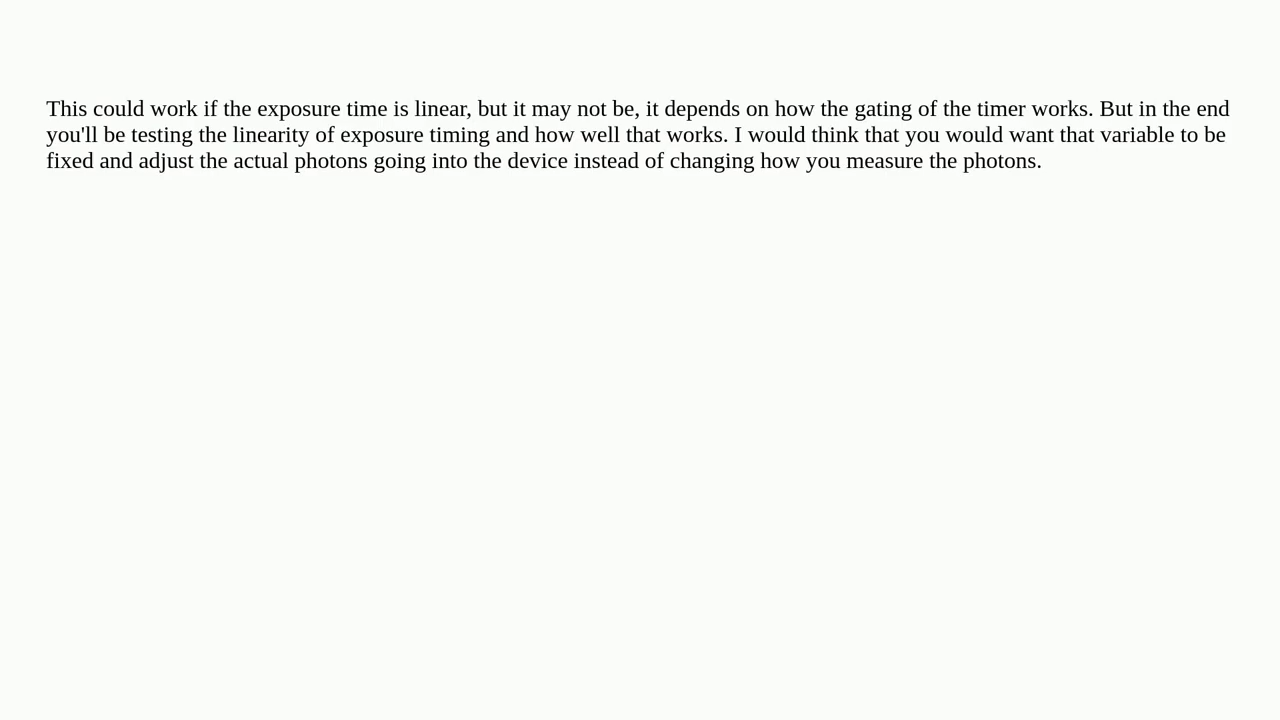 This could work if the exposure time is linear, but it may not be, it depends on how the gating of the timer works. But in the end
you'll be testing the linearity of exposure timing and how well that works. I would think that you would want that variable to be
fixed and adjust the actual photons going into the device instead of changing how you measure the photons.